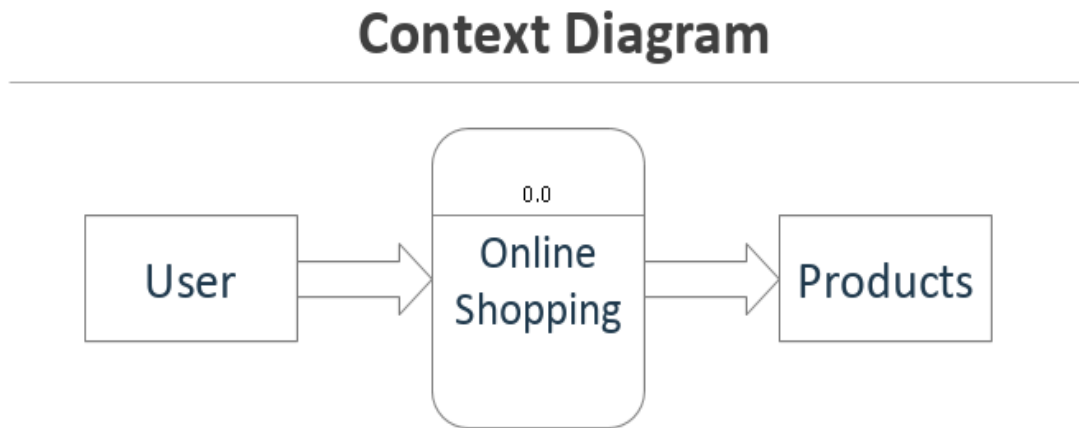 Context Diagram
0.0
User
Online
Shopping
Products